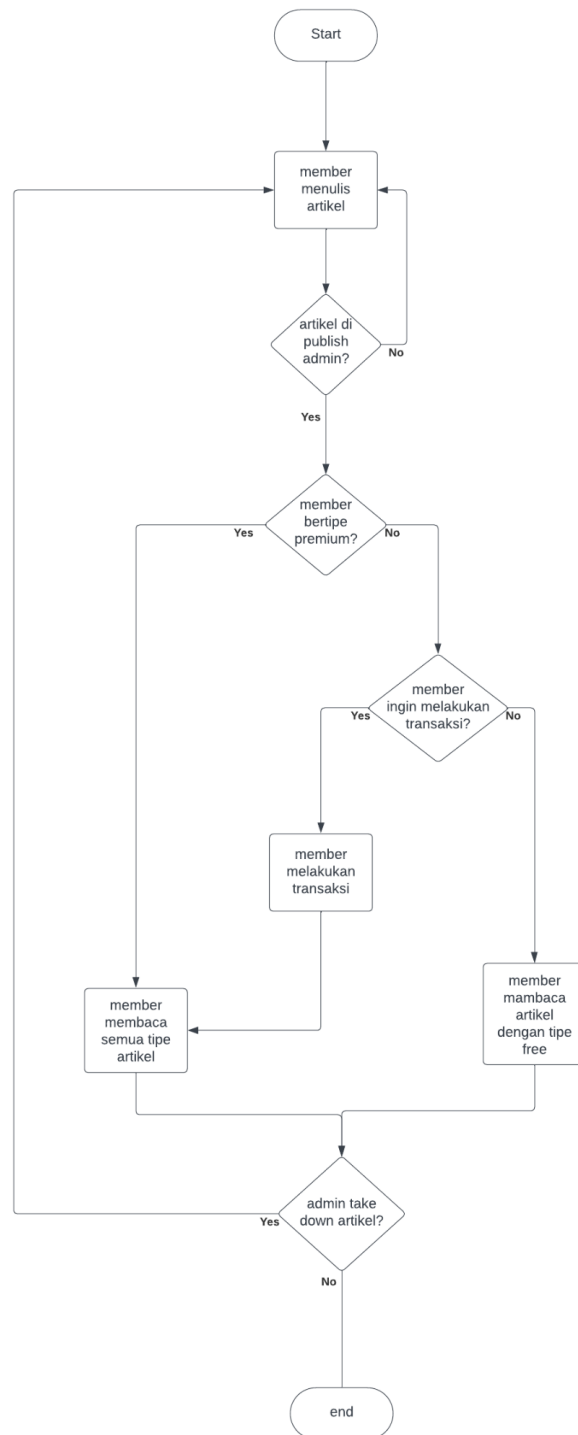 Start
member
menulis
artikel
artikel di
publish
admin?
No
Yes
member
bertipe
premium?
Yes
No
member
ingin melakukan
transaksi?
Yes
No
member
melakukan
transaksi
member
mambaca
artikel
dengan tipe
free
member
membaca
semua tipe
artikel
admin take
down artikel?
Yes
No
end